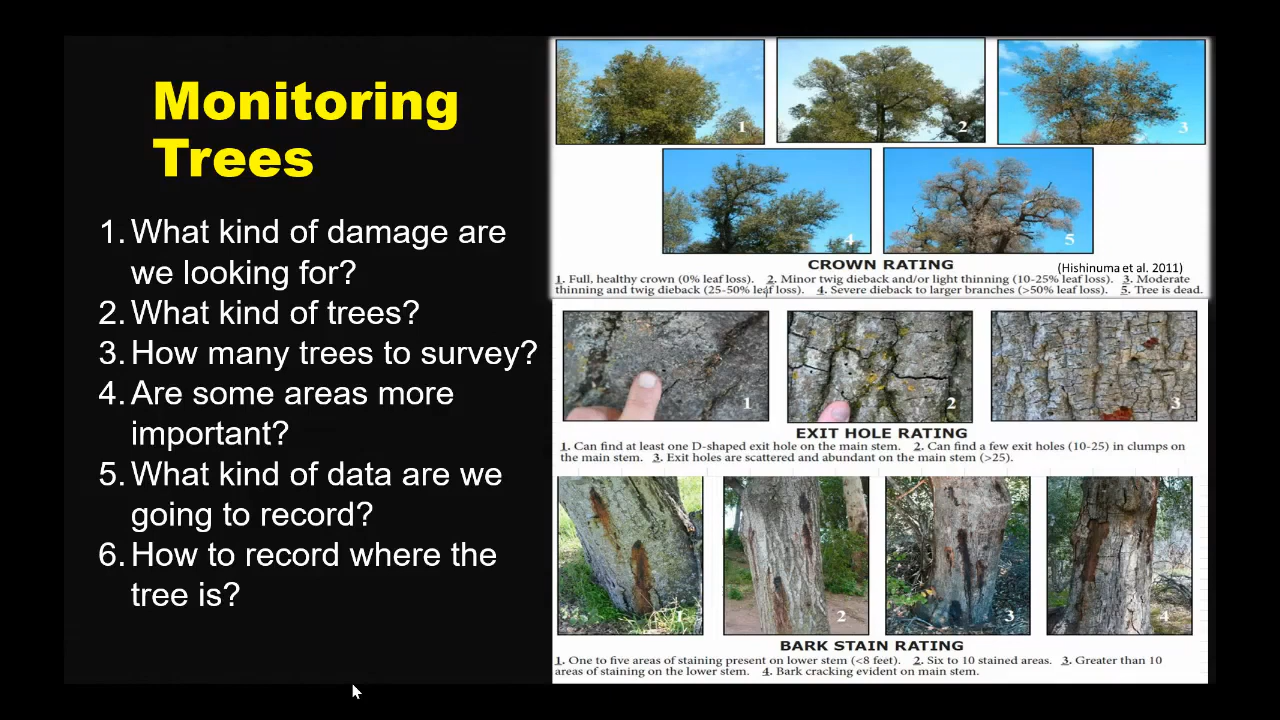 Monitoring
Trees
1. What kind of damage are
we looking for?
2. What kind of trees?
3. How many trees to survey?
4. Are some areas more
important?
5. What kind of data are we
going to record?
6. How to record where the
tree is?
1
2
3
4
5
CROWN RATING
(Hishinuma et al. 2011)
1. Full, healthy crown (0% leaf loss). 2. Minor twig dieback and/or light thinning (10-25% leaf loss). 3. Moderate
thinning and twig dieback (25-50% leaf loss). 4. Severe dieback to larger branches (>50% leaf loss). 5. Tree is dead.
1
2
3
EXIT HOLE RATING
1. Can find at least one D-shaped exit hole on the main stem. 2. Can find a few exit holes (10-25) in clumps on
the main stem. 3. Exit holes are scattered and abundant on the main stem (>25).
1
2
3
4
BARK STAIN RATING
1. One to five areas of staining present on lower stem (<8 feet). 2. Six to 10 stained areas. 3. Greater than 10
areas of staining on the lower stem. 4. Bark cracking evident on main stem.